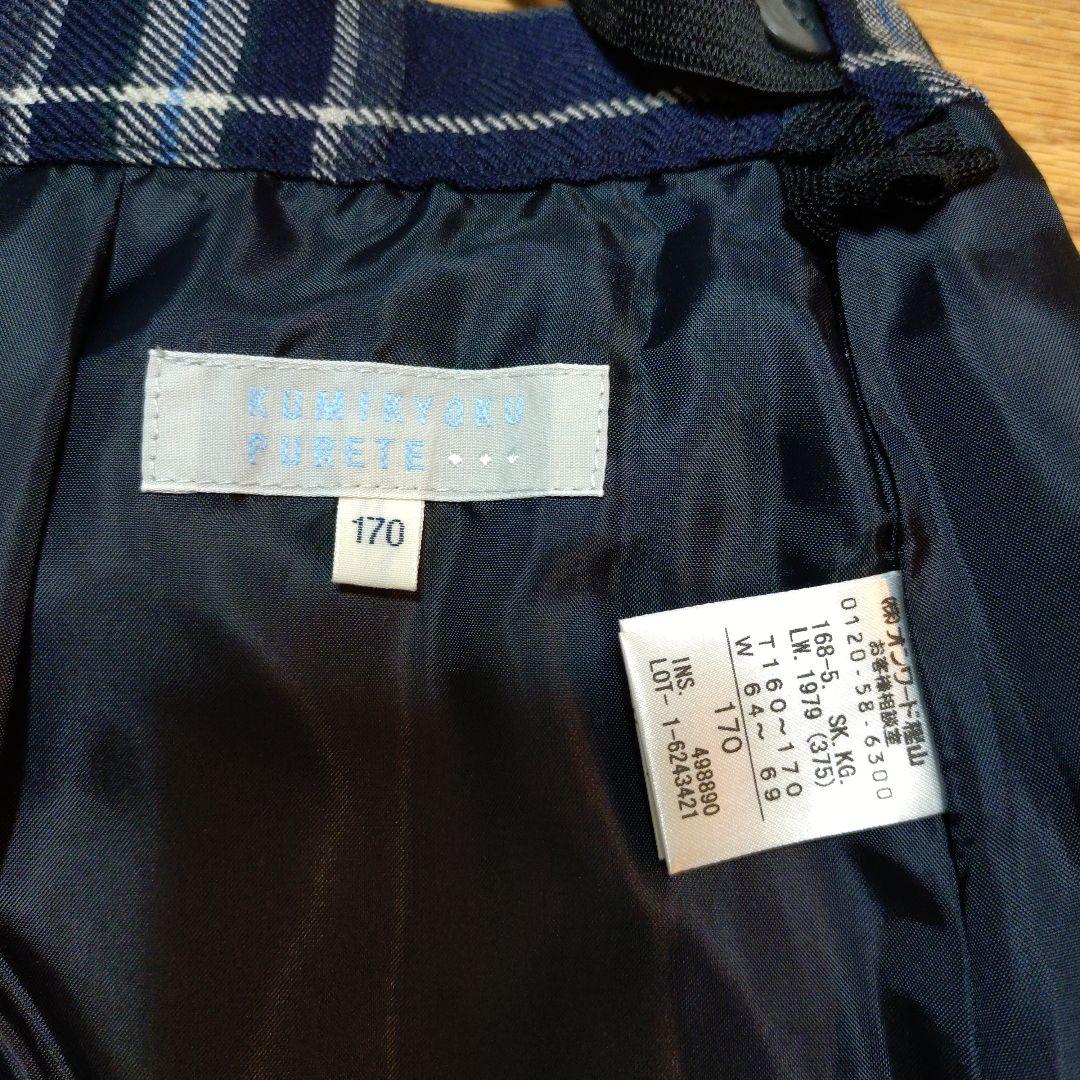 KUMIKYOKU
PURETE
170
㈱オンワード樫山
お客様相談室
0120-58-6300
168-5. SK. KG.
LW. 1979 (375)
T 160~170
W 64~ 69
170
INS. 498890
LOT- 1-6243421